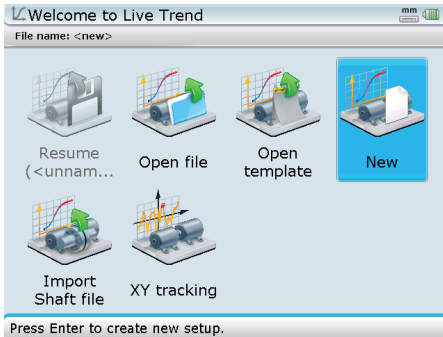 Welcome to Live Trend
mm
File name: <new>
Resume
(<unnam...
Open file
Open
template
New
Import
Shaft file
XY tracking
Press Enter to create new setup.